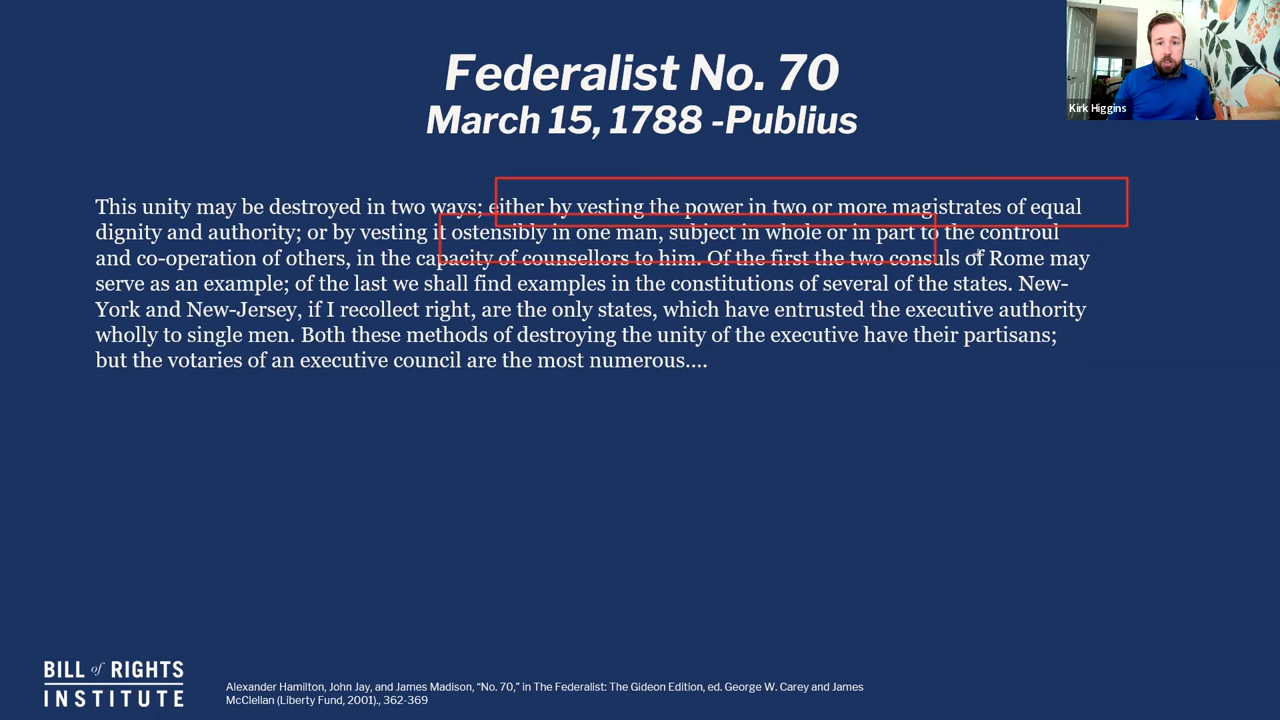 Federalist No. 70
March 15, 1788 -Publius
Kirk Higgins
This unity may be destroyed in two ways; either by vesting the power in two or more magistrates of equal
dignity and authority; or by vesting it ostensibly in one man, subject in whole or in part to the controul
and co-operation of others, in the capacity of counsellors to him. Of the first the two consuls of Rome may
serve as an example; of the last we shall find examples in the constitutions of several of the states. New-
York and New-Jersey, if I recollect right, are the only states, which have entrusted the executive authority
wholly to single men. Both these methods of destroying the unity of the executive have their partisans;
but the votaries of an executive council are the most numerous....
BILL of RIGHTS
INSTITUTE
Alexander Hamilton, John Jay, and James Madison, “No. 70,” in The Federalist: The Gideon Edition, ed. George W. Carey and James
McClellan (Liberty Fund, 2001)., 362-369